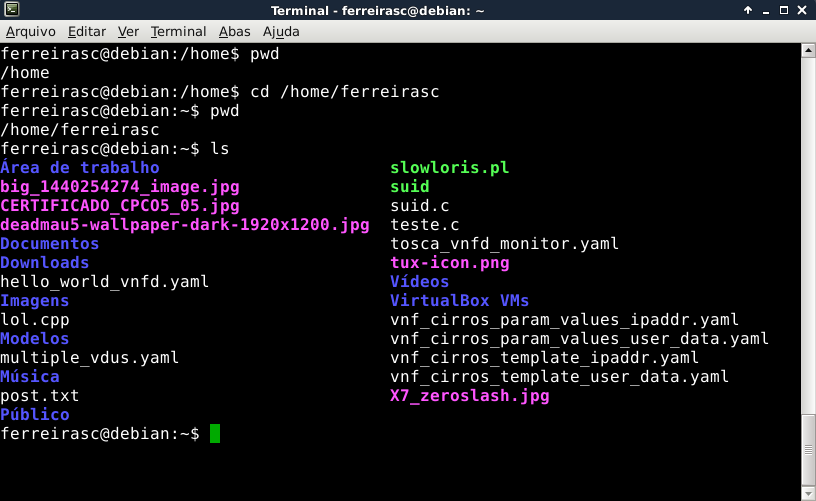 Terminal - ferreirasc@debian: ~
Arquivo Editar Ver Terminal Abas Ajuda
ferreirasc@debian:/home$ pwd
/home
ferreirasc@debian:/home$ cd /home/ferreirasc
ferreirasc@debian:~$ pwd
/home/ferreirasc
ferreirasc@debian:~$ ls
Área de trabalho slowloris.pl
big_1440254274_image.jpg suid
CERTIFICADO_CPCO5_05.jpg suid.c
deadmau5-wallpaper-dark-1920x1200.jpg teste.c
Documentos tosca_vnfd_monitor.yaml
Downloads tux-icon.png
hello_world_vnfd.yaml Vídeos
Imagens VirtualBox VMs
lol.cpp vnf_cirros_param_values_ipaddr.yaml
Modelos vnf_cirros_param_values_user_data.yaml
multiple_vdus.yaml vnf_cirros_template_ipaddr.yaml
Música vnf_cirros_template_user_data.yaml
post.txt X7_zeroslash.jpg
Público
ferreirasc@debian:~$